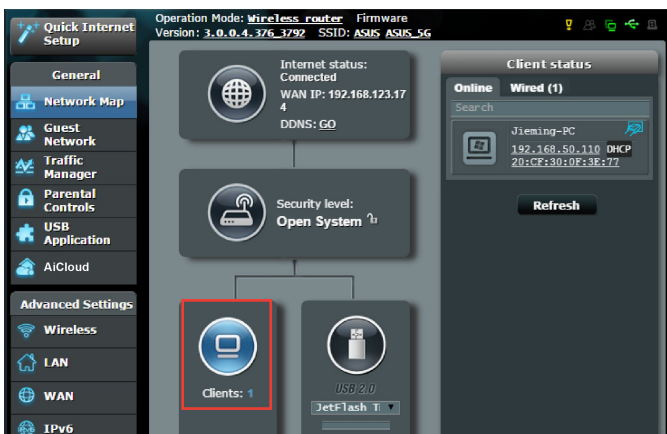 Quick Internet
Setup
Operation Mode: Wireless router Firmware
Version: 3.0.0.4.376_3792 SSID: ASUS ASUS_5G
General
Network Map
Guest
Network
Traffic
Manager
Parental
Controls
USB
Application
AiCloud
Advanced Settings
Wireless
LAN
WAN
IPv6
Internet status:
Connected
WAN IP: 192.168.123.17
4
DDNS: GO
Security level:
Open System
Clients: 1
USB 2.0
JetFlash T
Client status
Online Wired (1)
Search
Jieming-PC
192.168.50.110 DHCP
20:CF:30:0F:3E:77
Refresh